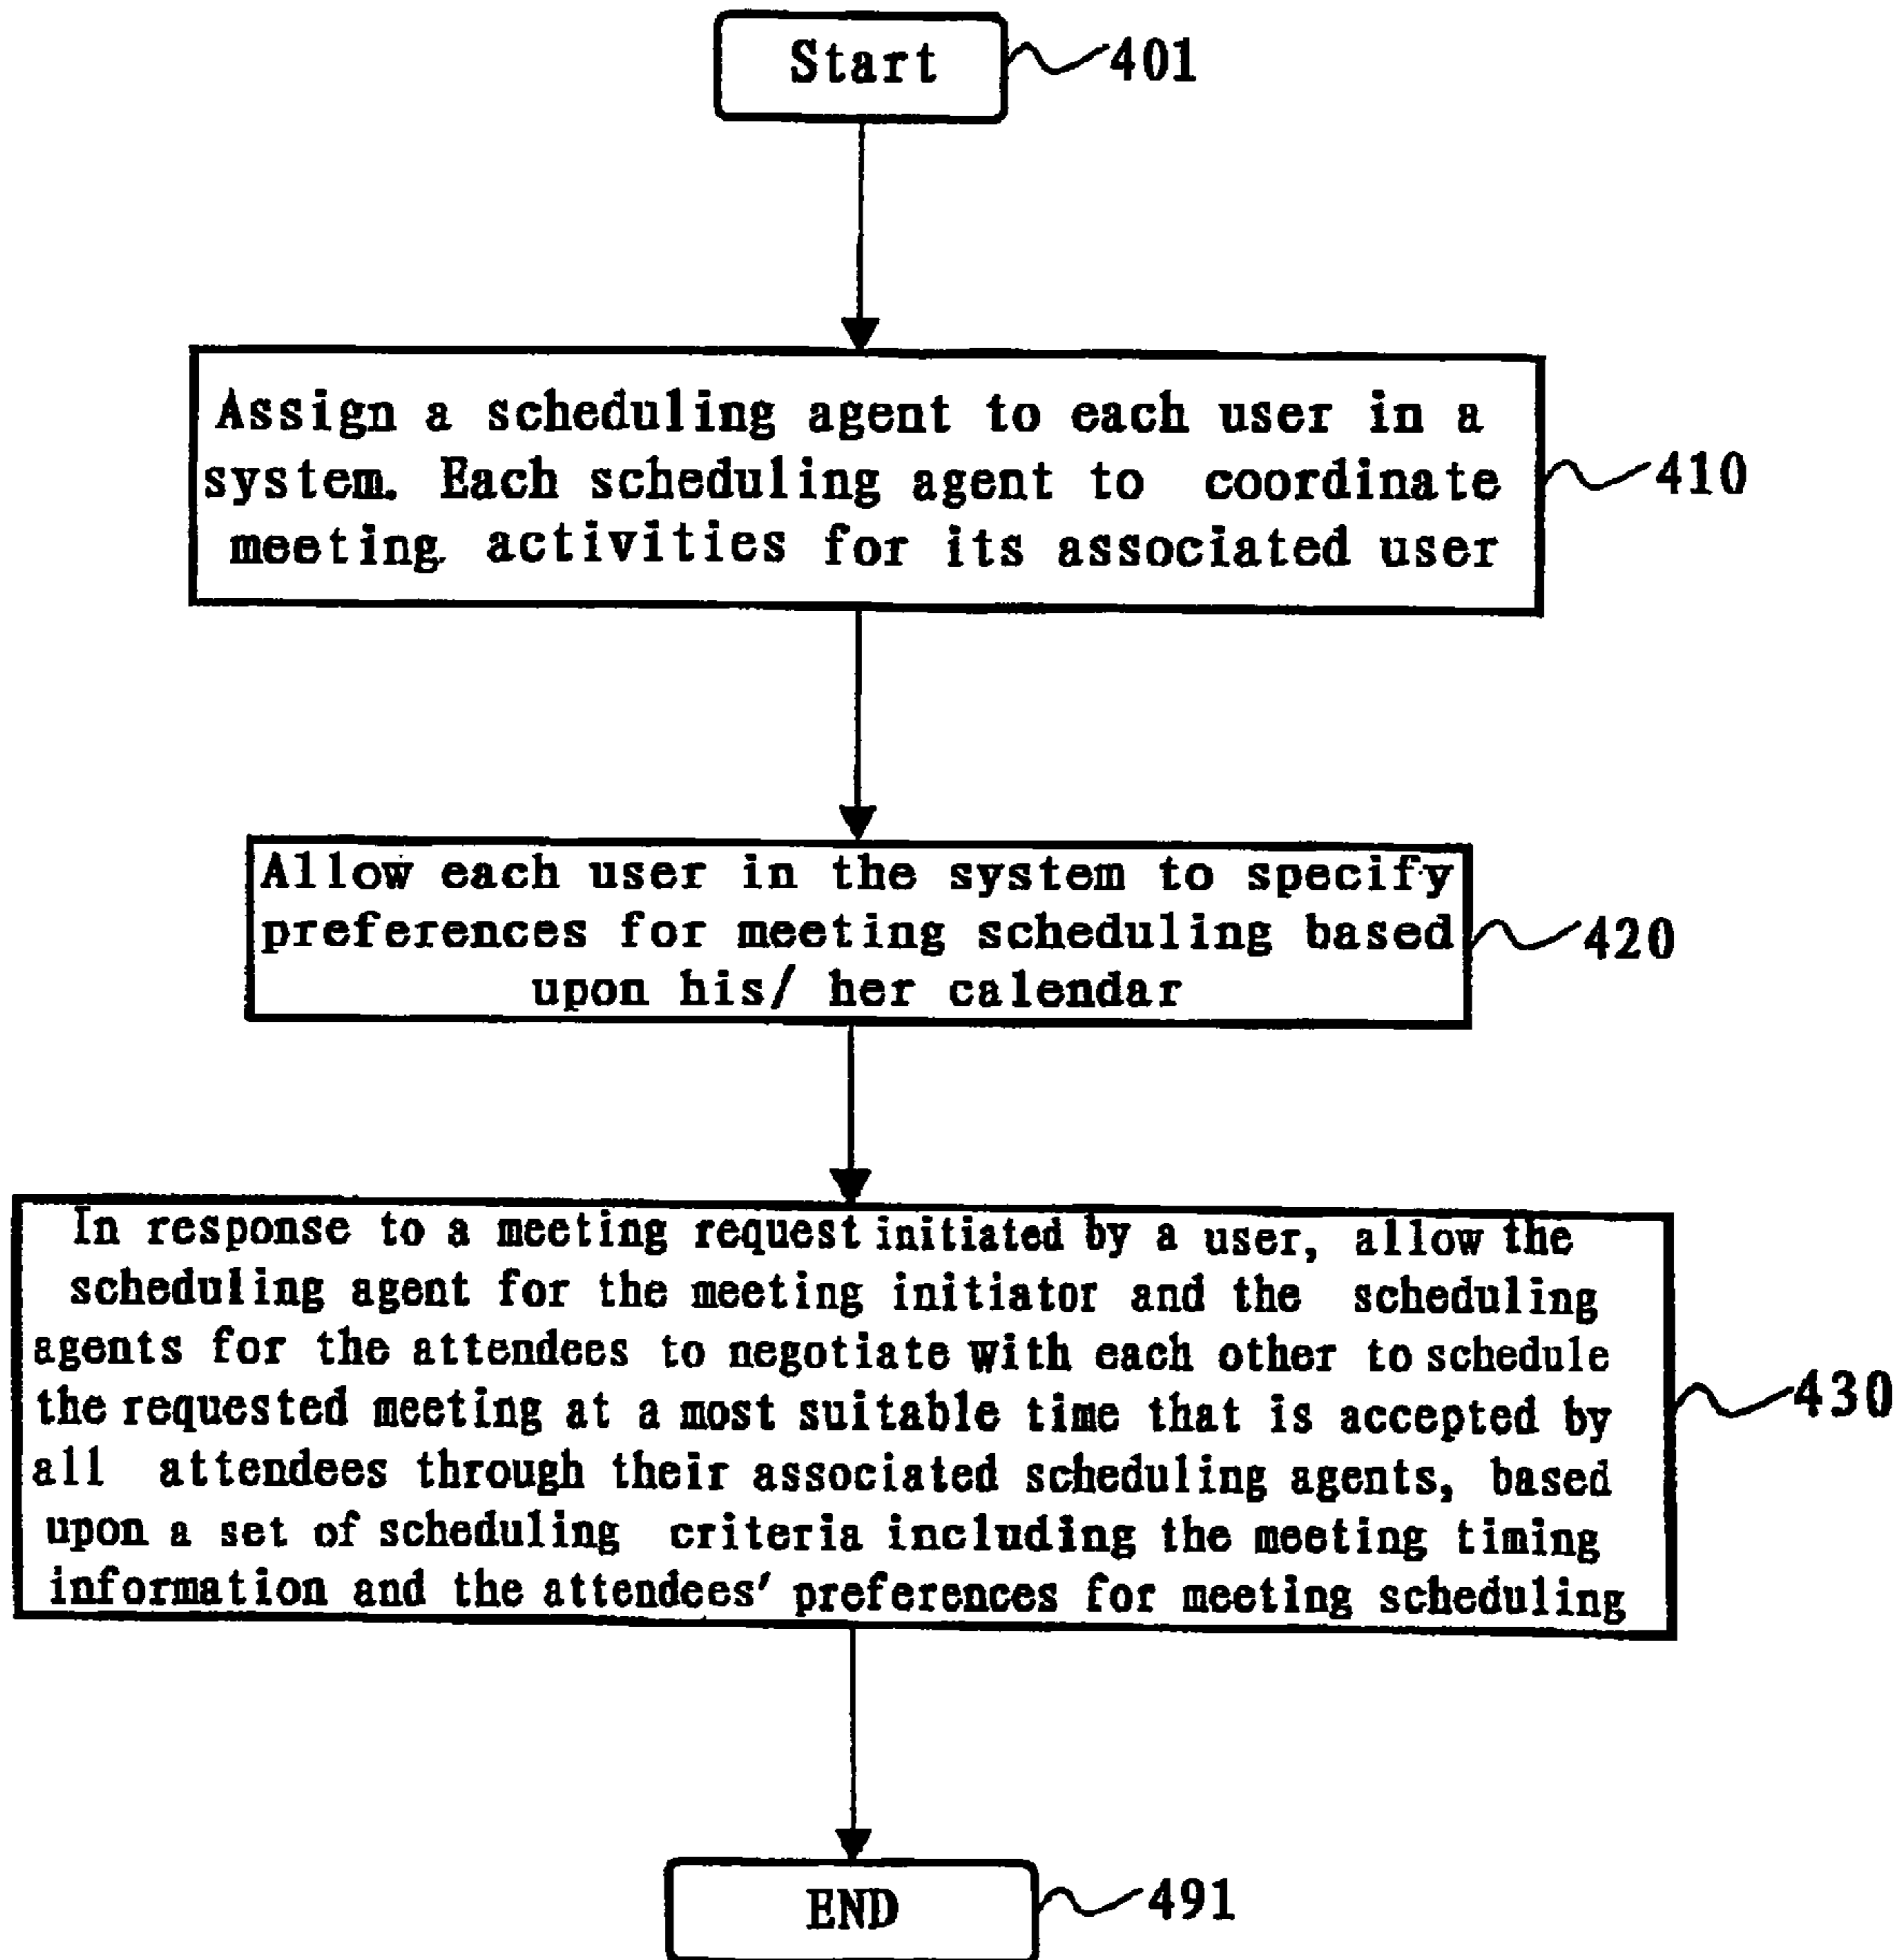 Start
401
Assign a scheduling agent to each user in a
system. Each scheduling agent to coordinate
meeting activities for its associated user
410
Allow each user in the system to specify
preferences for meeting scheduling based
upon his/ her calendar
420
In response to a meeting request initiated by a user, allow the
scheduling agent for the meeting initiator and the scheduling
agents for the attendees to negotiate with each other to schedule
the requested meeting at a most suitable time that is accepted by
all attendees through their associated scheduling agents, based
upon a set of scheduling criteria including the meeting timing
information and the attendees' preferences for meeting scheduling
430
END
491